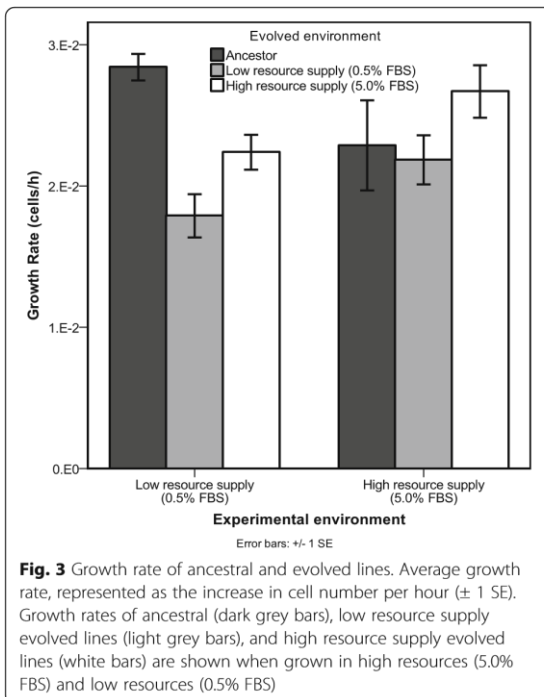 Evolved environment
Ancestor
Low resource supply (0.5% FBS)
High resource supply (5.0% FBS)
3.E-2
2.E-2
1.E-2
0.E0
Growth Rate (cells/h)
Low resource supply
(0.5% FBS)
High resource supply
(5.0% FBS)
Experimental environment
Error bars: +/- 1 SE
Fig. 3 Growth rate of ancestral and evolved lines. Average growth
rate, represented as the increase in cell number per hour (± 1 SE).
Growth rates of ancestral (dark grey bars), low resource supply
evolved lines (light grey bars), and high resource supply evolved
lines (white bars) are shown when grown in high resources (5.0%
FBS) and low resources (0.5% FBS)